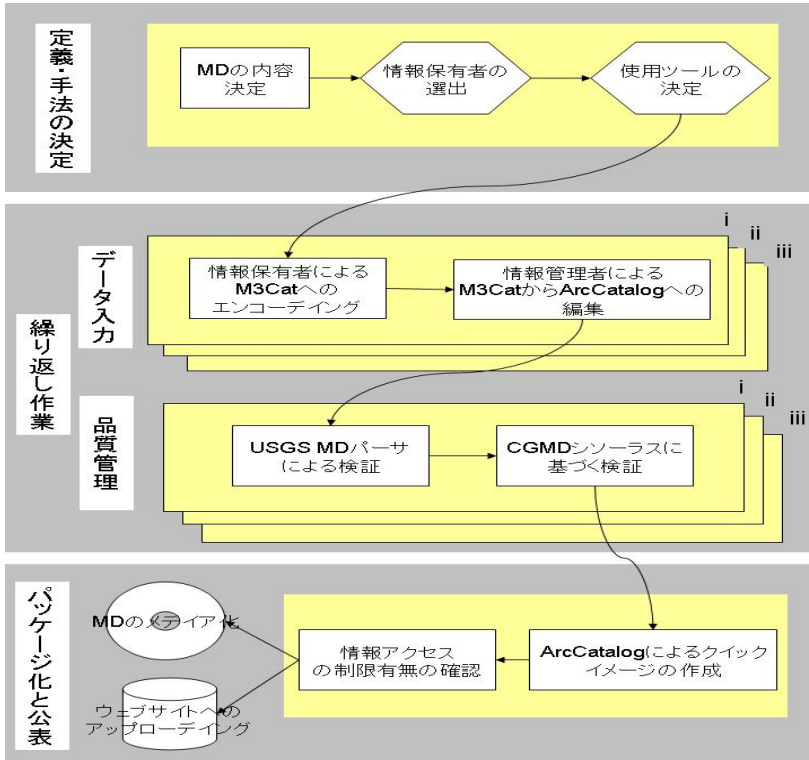 定義・手法の決定
MDの内容
決定
情報保有者の
選出
使用ツールの
決定
繰り返し作業
データ入力
i
ii
iii
情報保有者による
M3Catへの
エンコーデイング
情報管理者による
M3CatからArcCatalogへの
編集
品質管理
i
ii
iii
USGS MDパーサ
による検証
CGMDシソーラスに
基づく検証
パッケージ化と公表
MDのメデイア化
ウェブサイトへの
アップローデイング
情報アクセス
の制限有無の確認
ArcCatalogによるクイック
イメージの作成